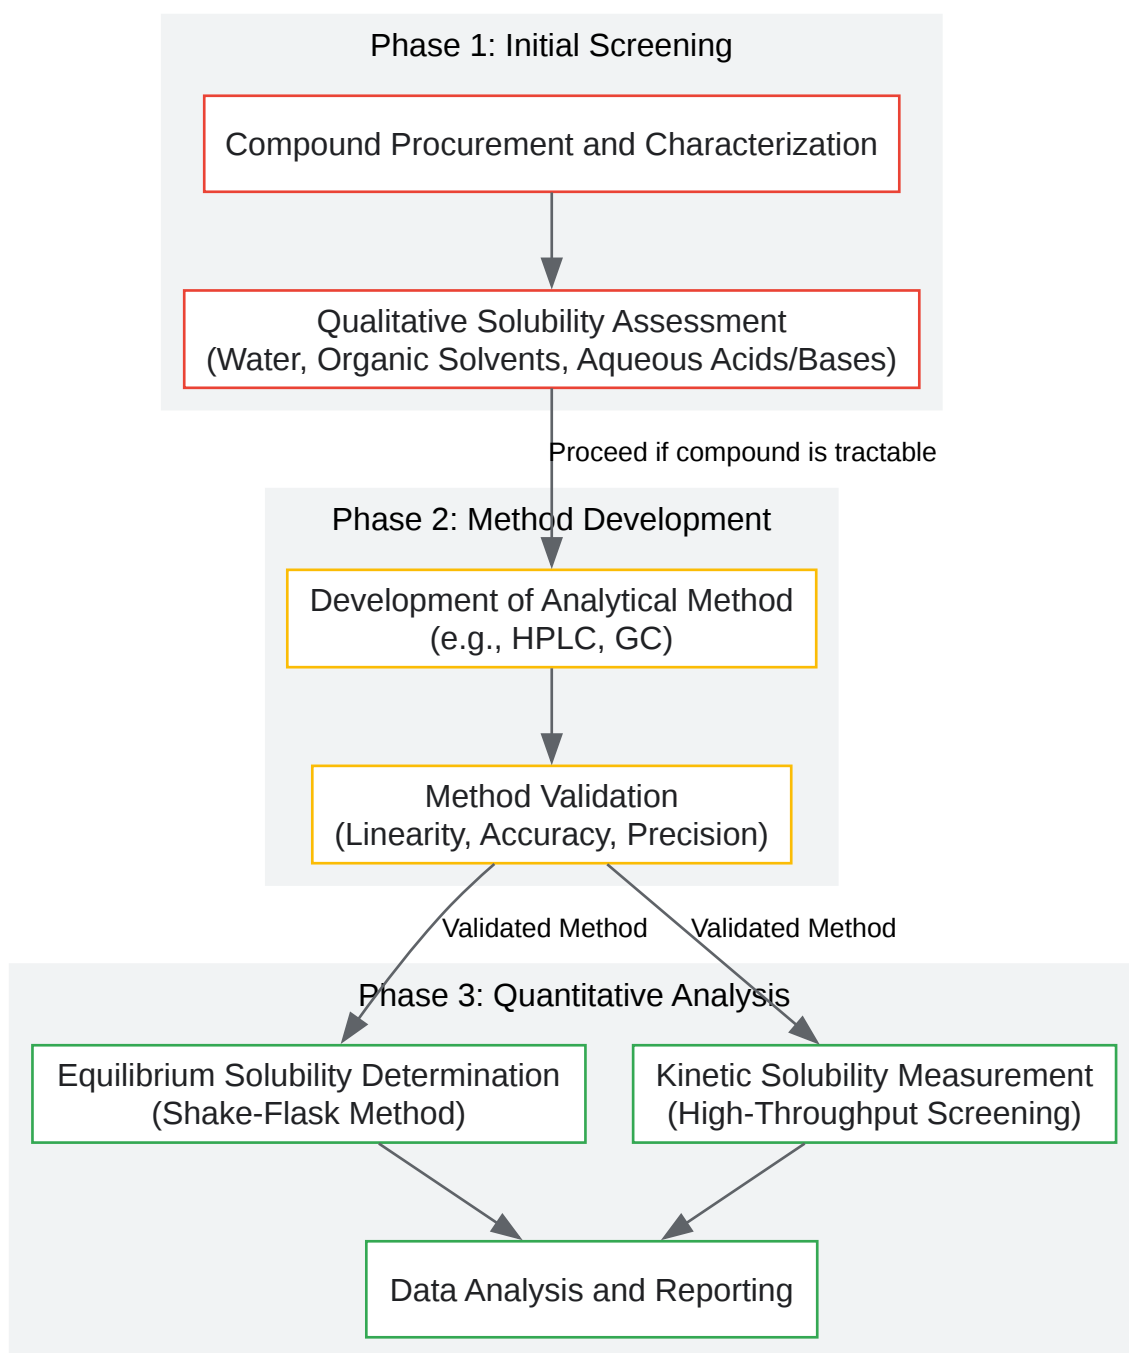 Phase 1: Initial Screening
Compound Procurement and Characterization
Qualitative Solubility Assessment
(Water, Organic Solvents, Aqueous Acids/Bases)
Proceed if compound is tractable
Phase 2: Method Development
Development of Analytical Method
(e.g., HPLC, GC)
Method Validation
(Linearity, Accuracy, Precision)
Validated Method
Validated Method
Phase 3: Quantitative Analysis
Equilibrium Solubility Determination
(Shake-Flask Method)
Kinetic Solubility Measurement
(High-Throughput Screening)
Data Analysis and Reporting